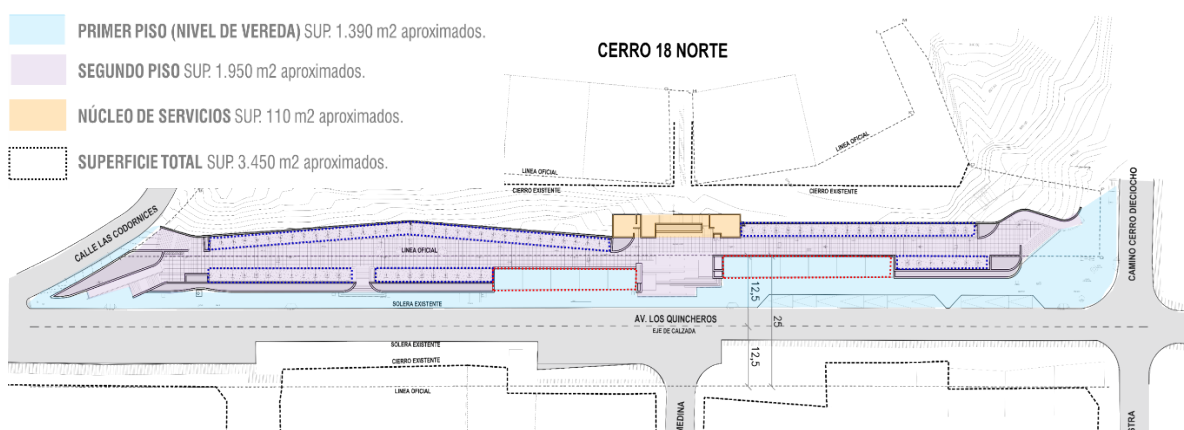 PRIMER PISO (NIVEL DE VEREDA) SUP. 1.390 m2 aproximados.
SEGUNDO PISO SUP. 1.950 m2 aproximados.
NÚCLEO DE SERVICIOS SUP. 110 m2 aproximados.
SUPERFICIE TOTAL SUP. 3.450 m2 aproximados.
CERRO 18 NORTE
LINEA OFICIAL
LINEA OFICIAL
CIERRO EXISTENTE
CIERRO EXISTENTE
CALLE LAS CODORNICES
LINEA OFICIAL
CAMINO CERRO DIECIOCHO
SOLERA EXISTENTE
12,5
25
12,5
AV. LOS QUINCHEROS
EJE DE CALZADA
SOLERA EXISTENTE
CIERRO EXISTENTE
LINEA OFICIAL
MEDINA
STRA